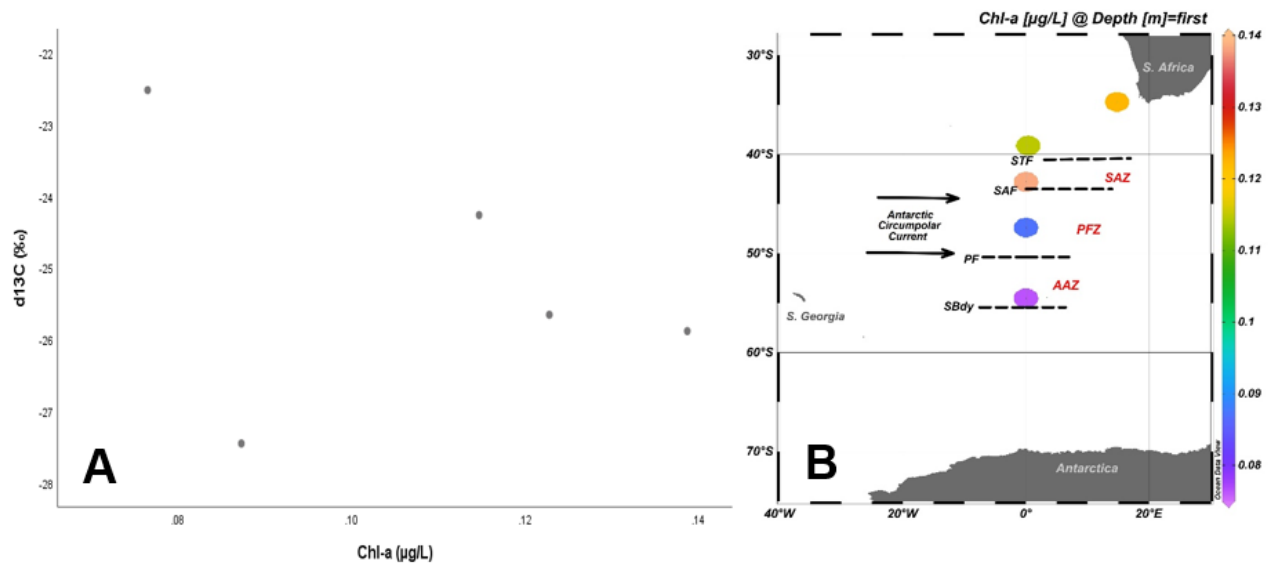 d13C (‰)
-22
-23
-24
-25
-26
-27
-28
A
.08
.10
.12
.14
Chl-a (µg/L)
Chl-a [µg/L] @ Depth [m]=first
30°S
40°S
50°S
60°S
70°S
S. Africa
STF
SAF
SAZ
Antarctic
Circumpolar
Current
PFZ
PF
AAZ
SBdy
S. Georgia
B
Antarctica
40°W
20°W
0°
20°E
0.14
0.13
0.12
0.11
0.1
0.09
0.08
Ocean Data View